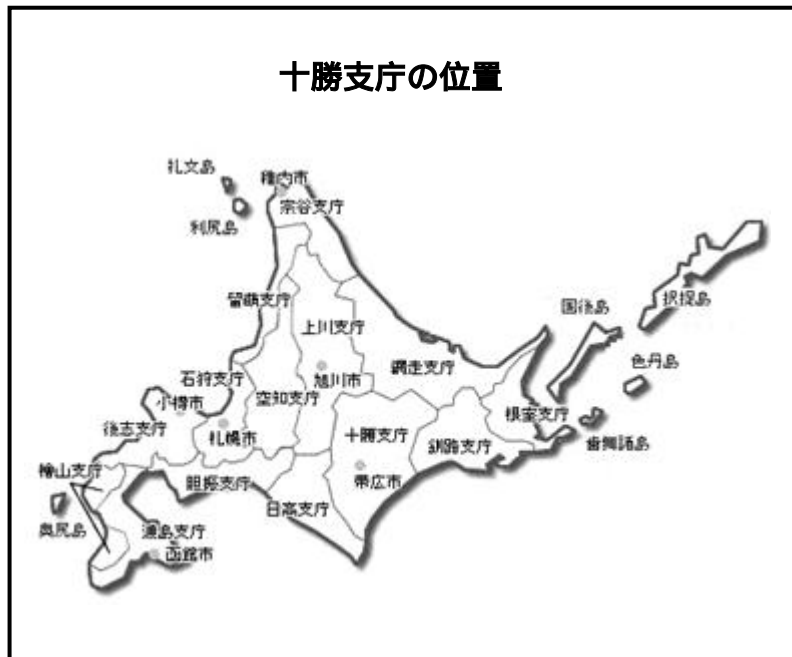 十勝支庁の位置
礼文島
稚内市
宗谷支庁
利尻島
留萌支庁
国後島
択捉島
上川支庁
網走支庁
色丹島
石狩支庁
旭川市
小樽市
空知支庁
根室支庁
後志支庁
札幌市
十勝支庁
釧路支庁
歯舞諸島
檜山支庁
胆振支庁
帯広市
日高支庁
奥尻島
渡島支庁
函館市